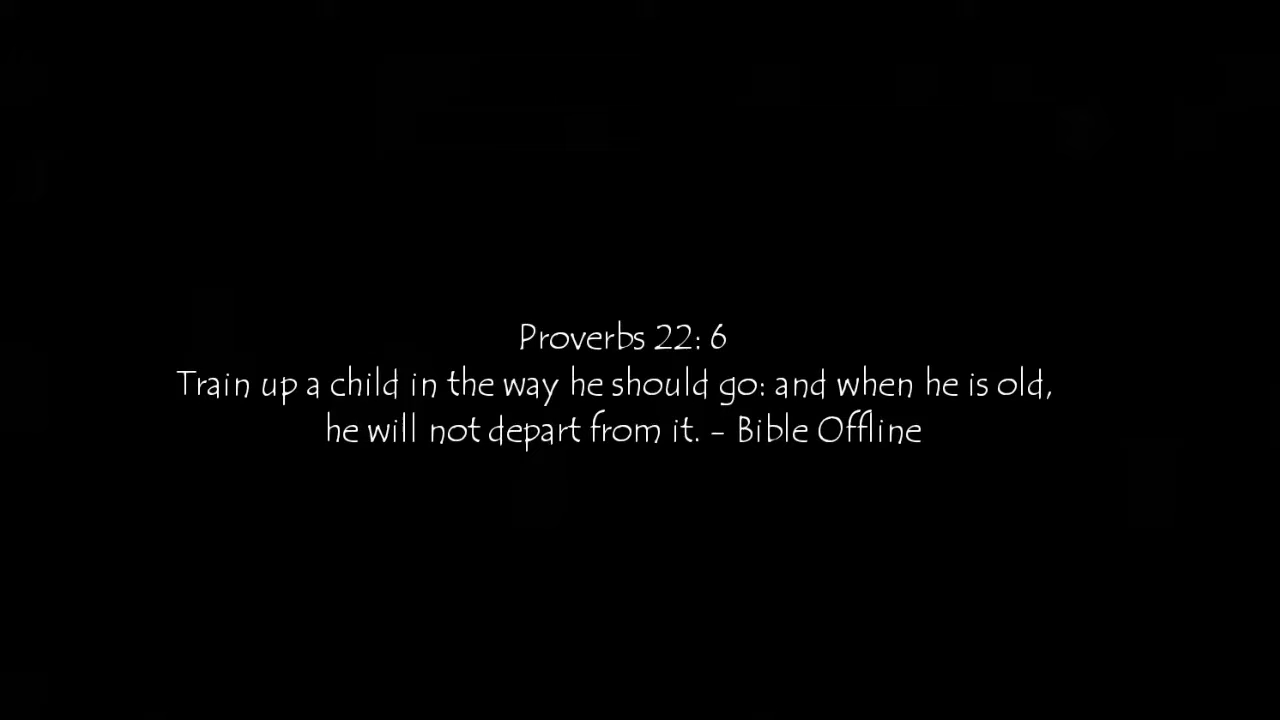 Proverbs 22: 6
Train up a child in the way he should go: and when he is old,
he will not depart from it. - Bible Offline